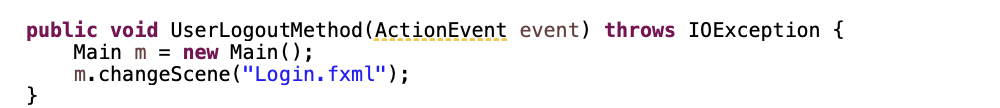 public void UserLogoutMethod(ActionEvent event) throws IOException {
    Main m = new Main();
    m.changeScene("Login.fxml");
}